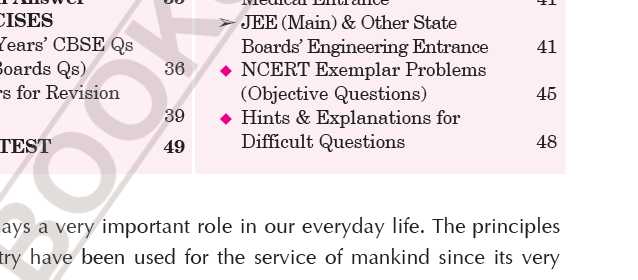 CISES
Years' CBSE Qs
Boards Qs) 36
rs for Revision
39
TEST 49
Medical Entrance 41
➢ JEE (Main) & Other State
Boards' Engineering Entrance 41
◆ NCERT Exemplar Problems
(Objective Questions) 45
◆ Hints & Explanations for
Difficult Questions 48
ays a very important role in our everyday life. The principles
try have been used for the service of mankind since its very
BOOKS